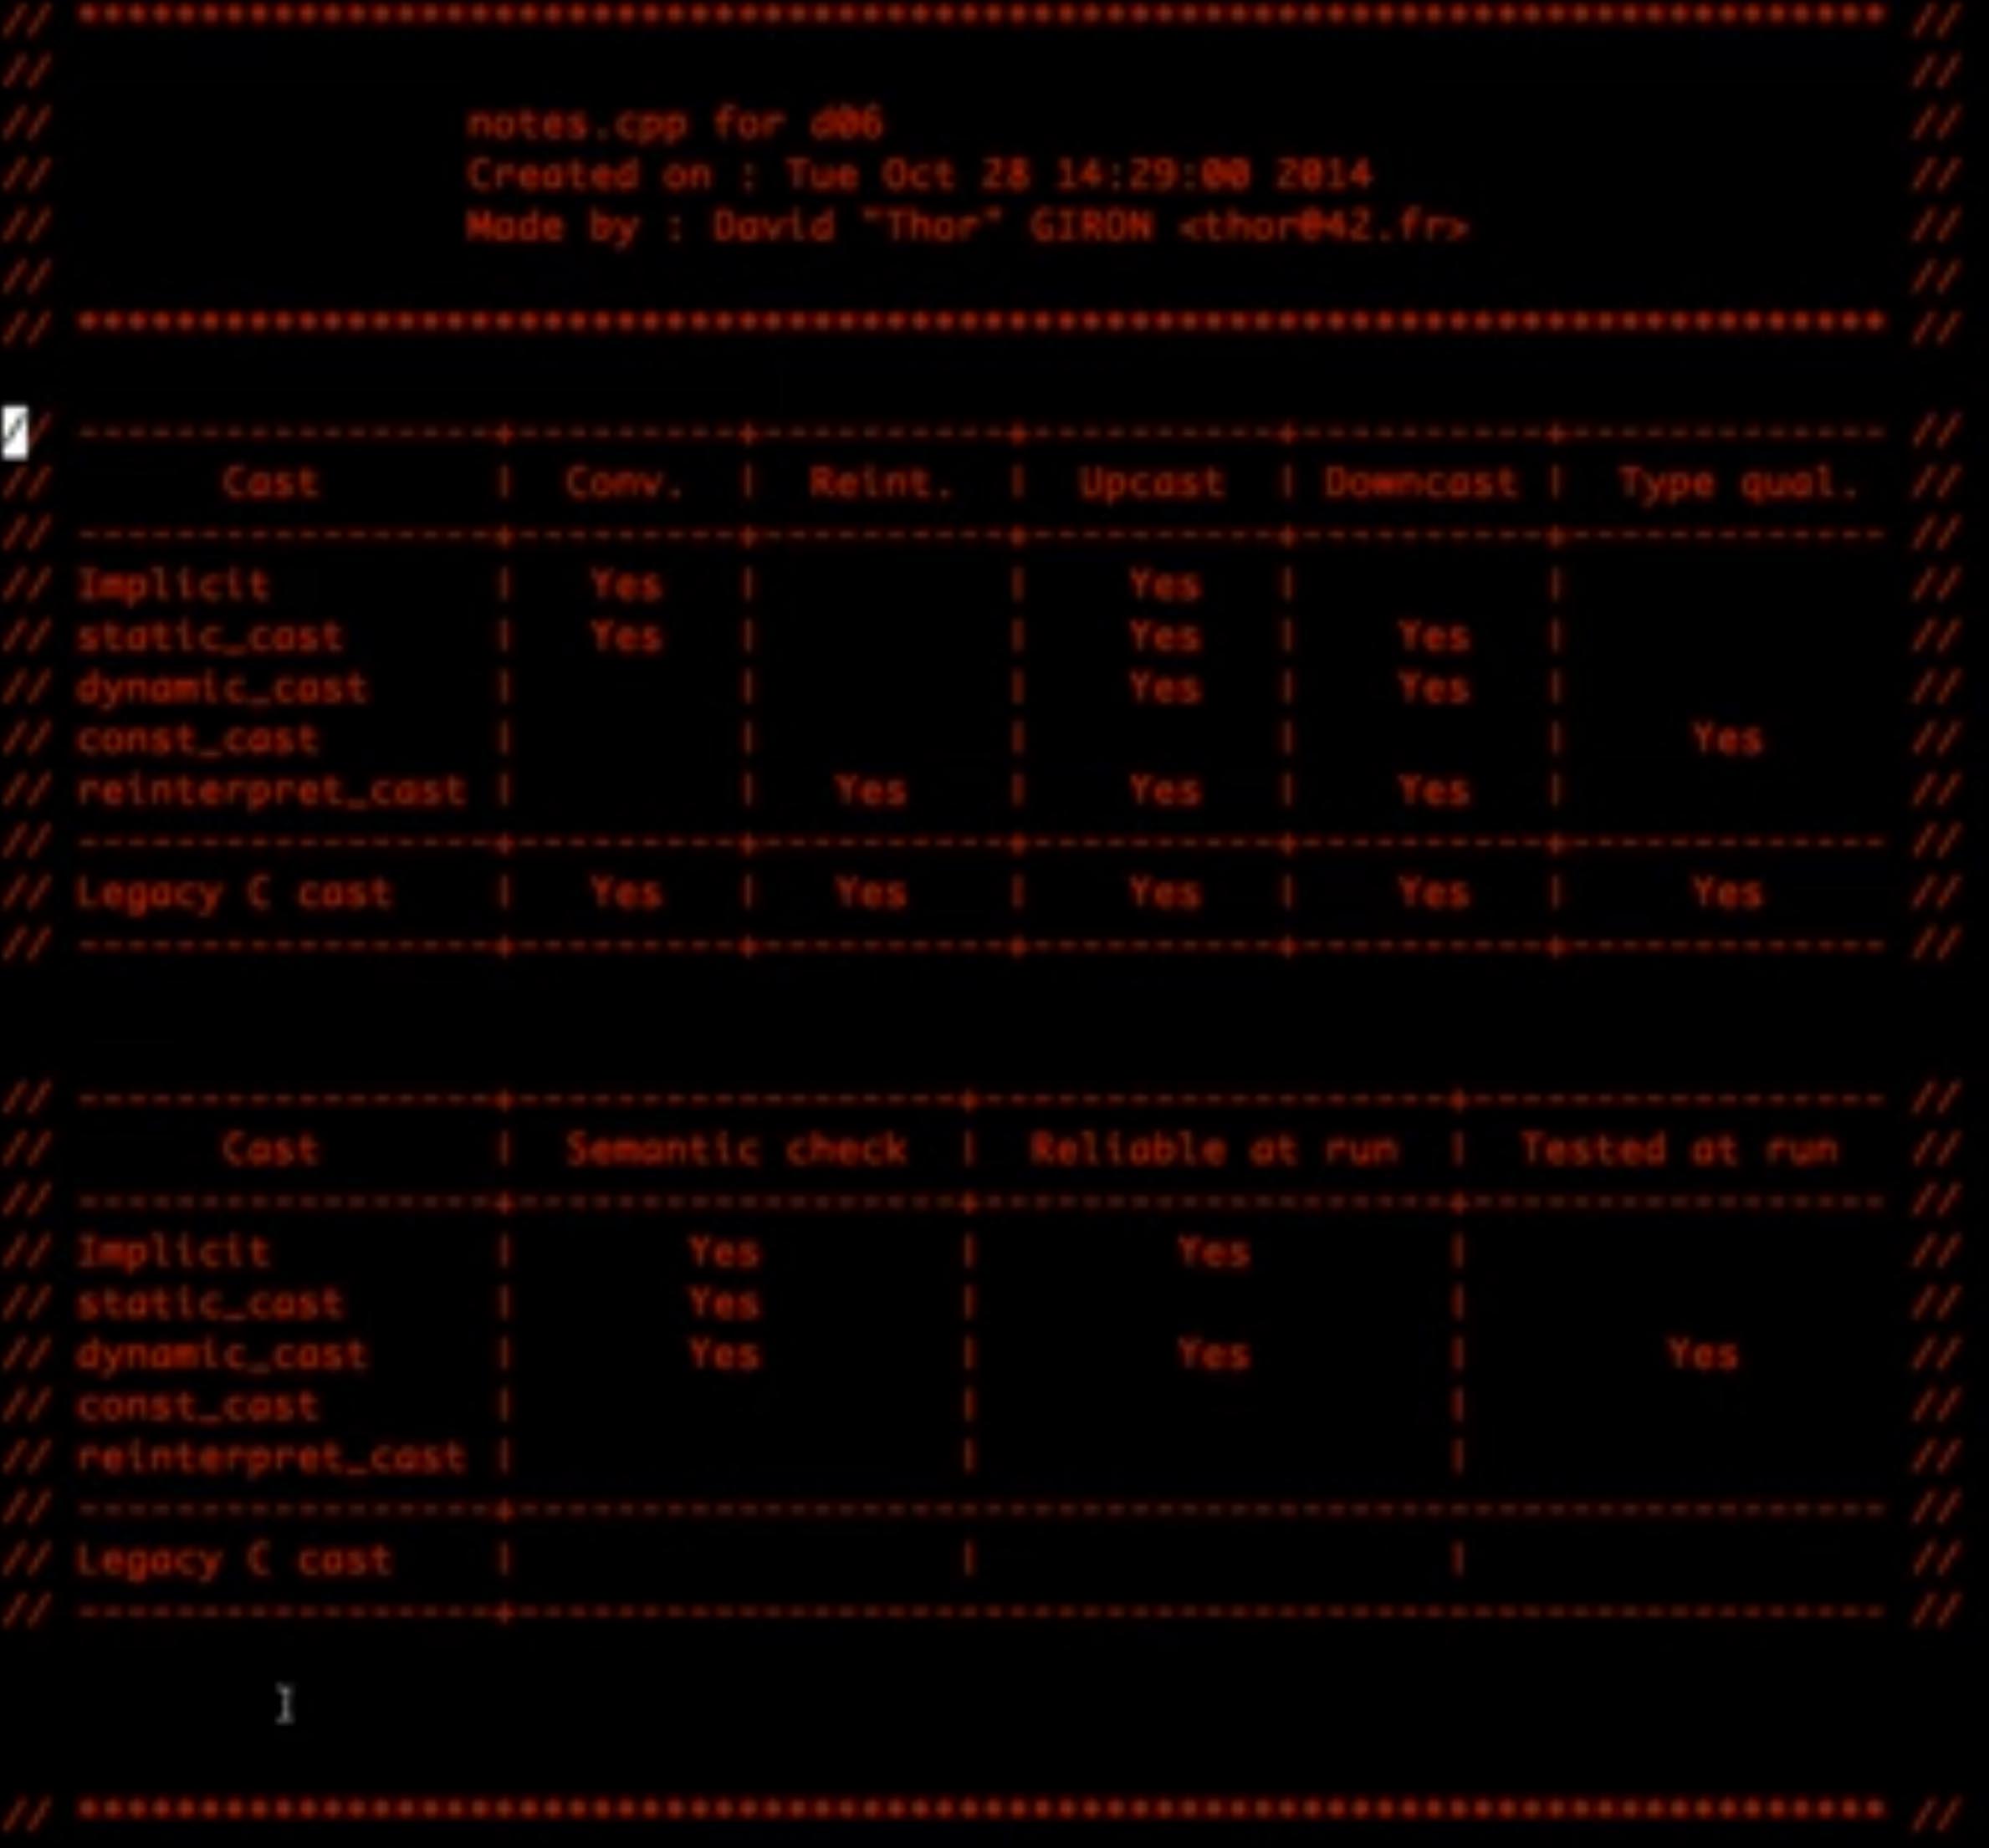 // ************************************************************************** //
// //
// notes.cpp for d06 //
// Created on : Tue Oct 28 14:29:00 2014 //
// Made by : David "Thor" GIRON <thor@42.fr> //
// //
// ************************************************************************** //
// -----------------+---------+----------+----------+----------+------------- //
// Cast | Conv. | Reint. | Upcast | Downcast | Type qual. //
// -----------------+---------+----------+----------+----------+------------- //
// Implicit | Yes | | Yes | | //
// static_cast | Yes | | Yes | Yes | //
// dynamic_cast | | | Yes | Yes | //
// const_cast | | | | | Yes //
// reinterpret_cast | | Yes | Yes | Yes | //
// -----------------+---------+----------+----------+----------+------------- //
// Legacy C cast | Yes | Yes | Yes | Yes | Yes //
// -----------------+---------+----------+----------+----------+------------- //
// -----------------+------------------+-------------------+----------------- //
// Cast | Semantic check | Reliable at run | Tested at run //
// -----------------+------------------+-------------------+----------------- //
// Implicit | Yes | Yes | //
// static_cast | Yes | | //
// dynamic_cast | Yes | Yes | Yes //
// const_cast | | | //
// reinterpret_cast | | | //
// -----------------+-------------------------------------------------------- //
// Legacy C cast | | | //
// -----------------+-------------------------------------------------------- //
// ************************************************************************** //